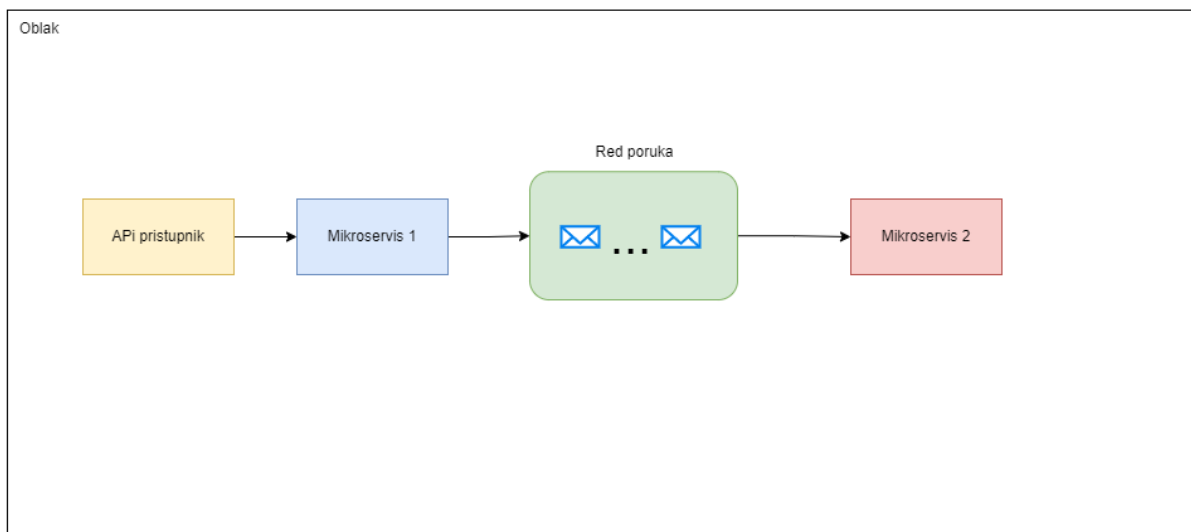 Oblak
Red poruka
APi pristupnik
Mikroservis 1
...
Mikroservis 2